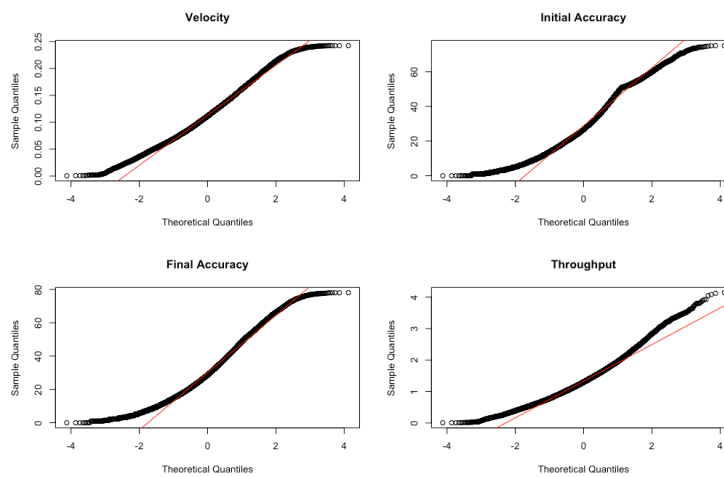 Velocity
Sample Quantiles
0.00 0.05 0.10 0.15 0.20 0.25
-4 -2 0 2 4
Theoretical Quantiles
Initial Accuracy
Sample Quantiles
0 20 40 60
-4 -2 0 2 4
Theoretical Quantiles
Final Accuracy
Sample Quantiles
0 20 40 60 80
-4 -2 0 2 4
Theoretical Quantiles
Throughput
Sample Quantiles
0 1 2 3 4
-4 -2 0 2 4
Theoretical Quantiles